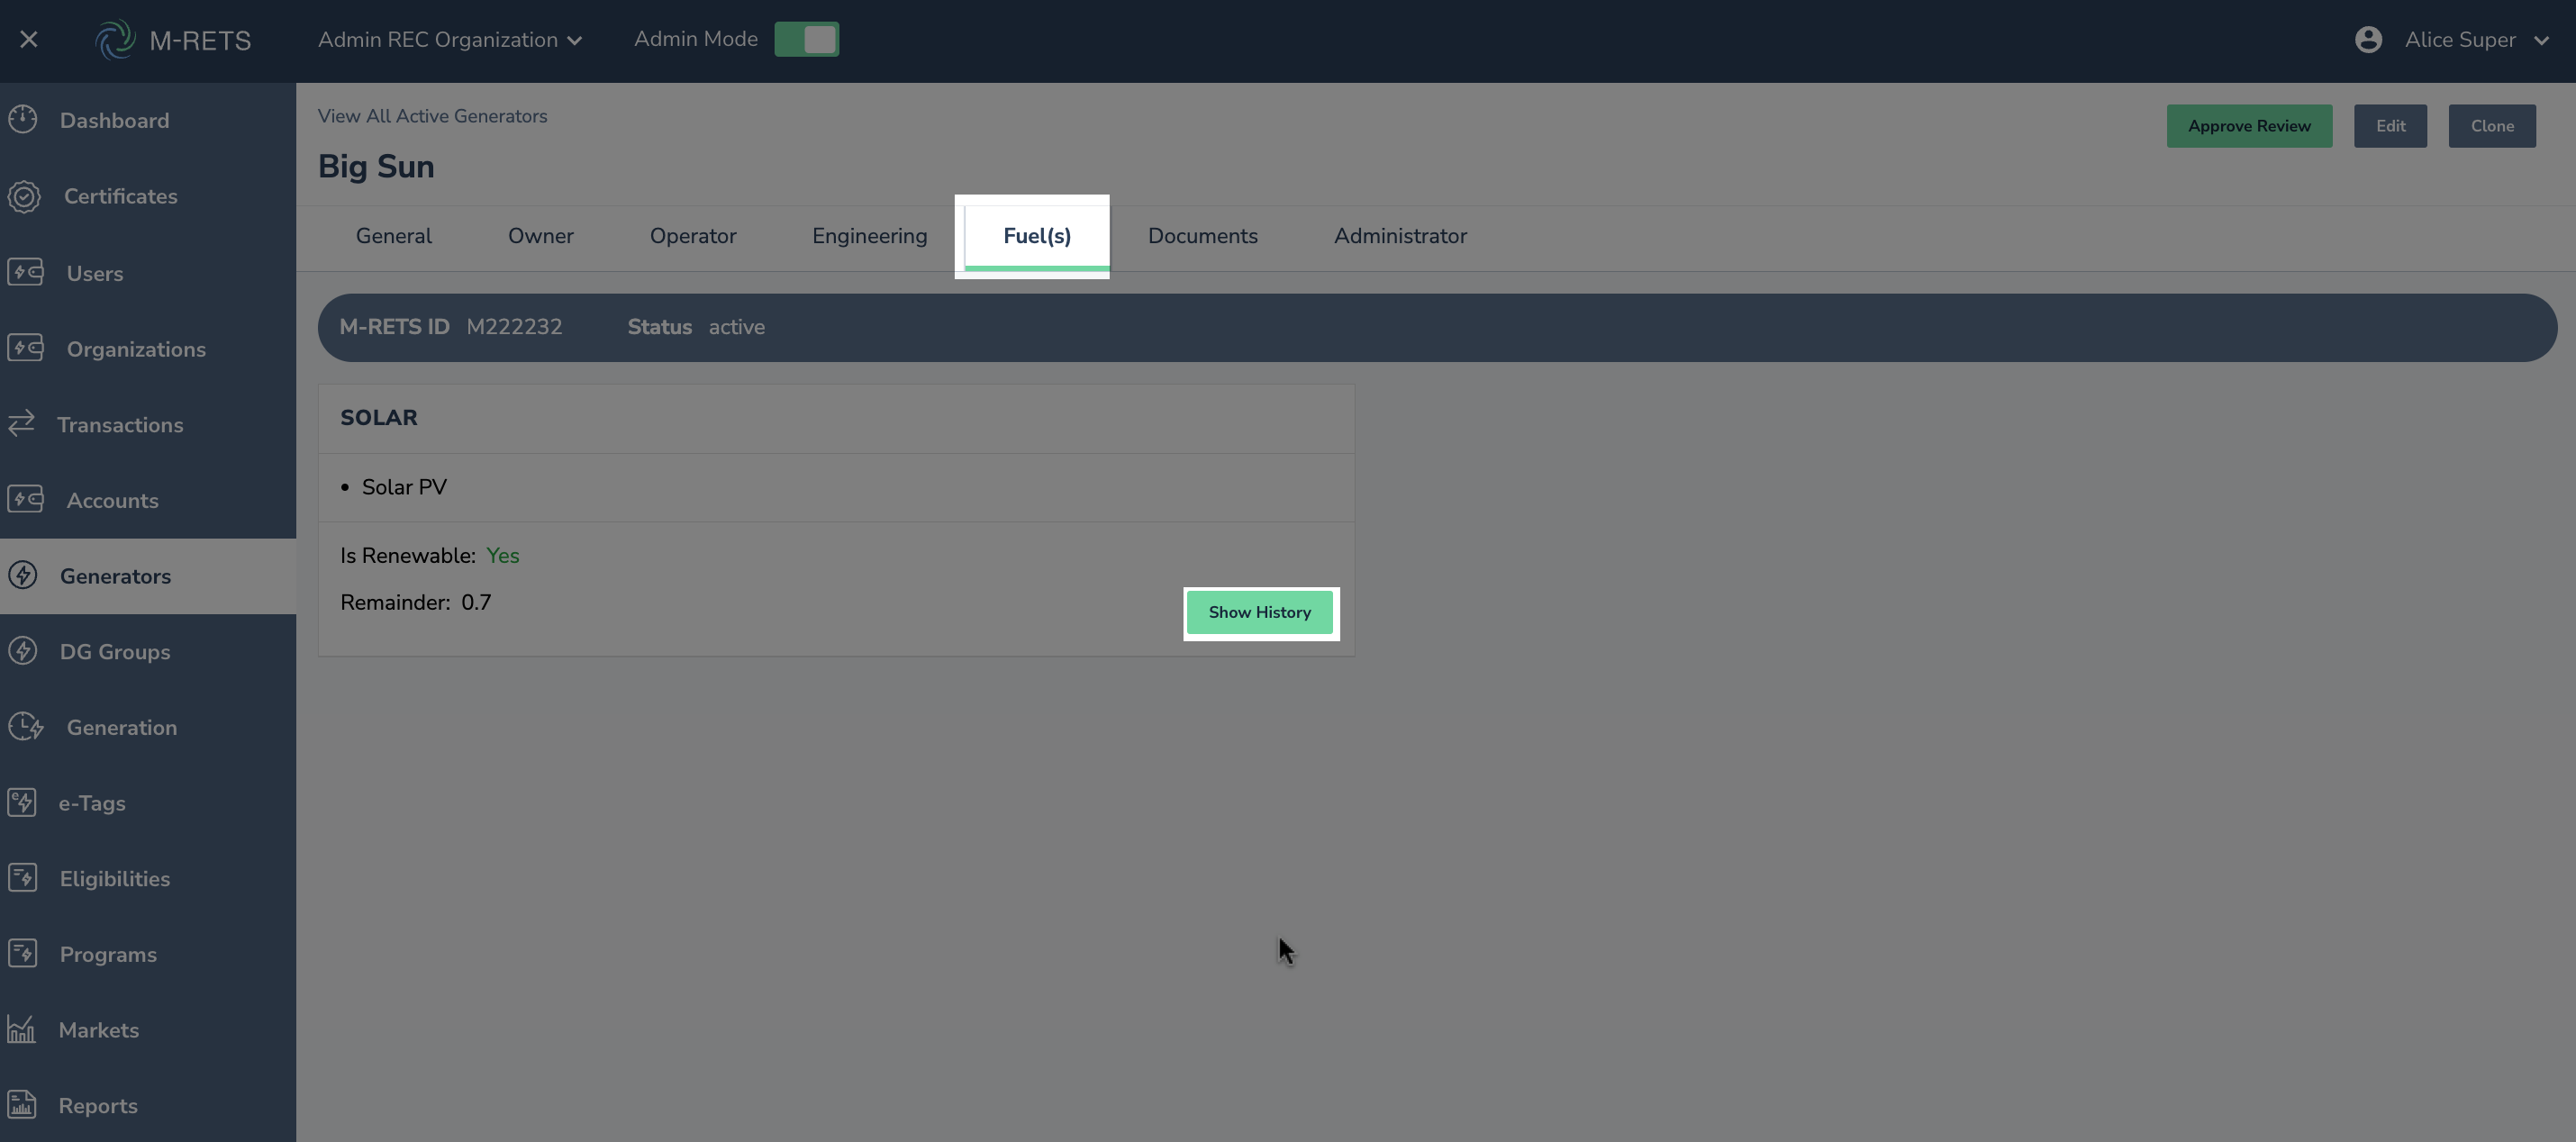 M-RETS
Admin REC Organization
Admin Mode
Alice Super
Dashboard
Certificates
Users
Organizations
Transactions
Accounts
Generators
DG Groups
Generation
e-Tags
Eligibilities
Programs
Markets
Reports
View All Active Generators
Approve Review
Edit
Clone
Big Sun
General
Owner
Operator
Engineering
Fuel(s)
Documents
Administrator
M-RETS ID M222232 Status active
SOLAR
• Solar PV
Is Renewable: Yes
Remainder: 0.7
Show History